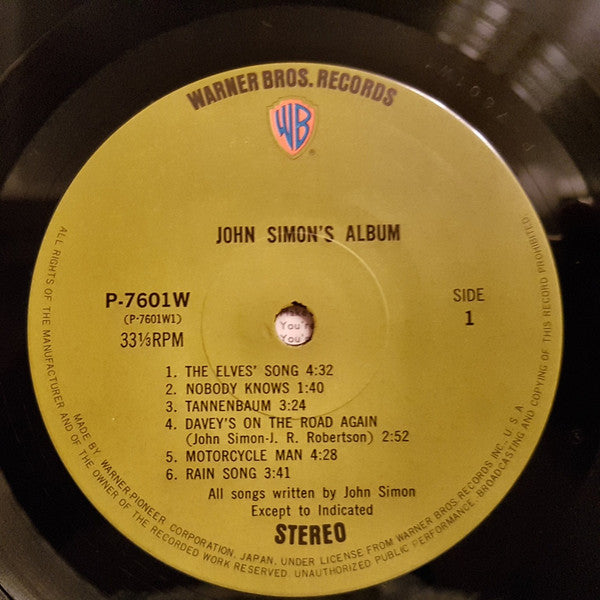 WARNER BROS. RECORDS
WB
®
JOHN SIMON'S ALBUM
P-7601W
(P-7601W1)
33⅓RPM
SIDE
1
You'r
You'
1. THE ELVES' SONG 4:32
2. NOBODY KNOWS 1:40
3. TANNENBAUM 3:24
4. DAVEY'S ON THE ROAD AGAIN
(John Simon-J. R. Robertson) 2:52
5. MOTORCYCLE MAN 4:28
6. RAIN SONG 3:41
All songs written by John Simon
Except to Indicated
STEREO
MADE BY WARNER-PIONEER CORPORATION, JAPAN, UNDER LICENSE FROM WARNER BROS. RECORDS INC., U.S.A.
ALL RIGHTS OF THE MANUFACTURER AND OF THE OWNER OF THE RECORDED WORK RESERVED. UNAUTHORIZED PUBLIC PERFORMANCE, BROADCASTING AND COPYING OF THIS RECORD PROHIBITED.